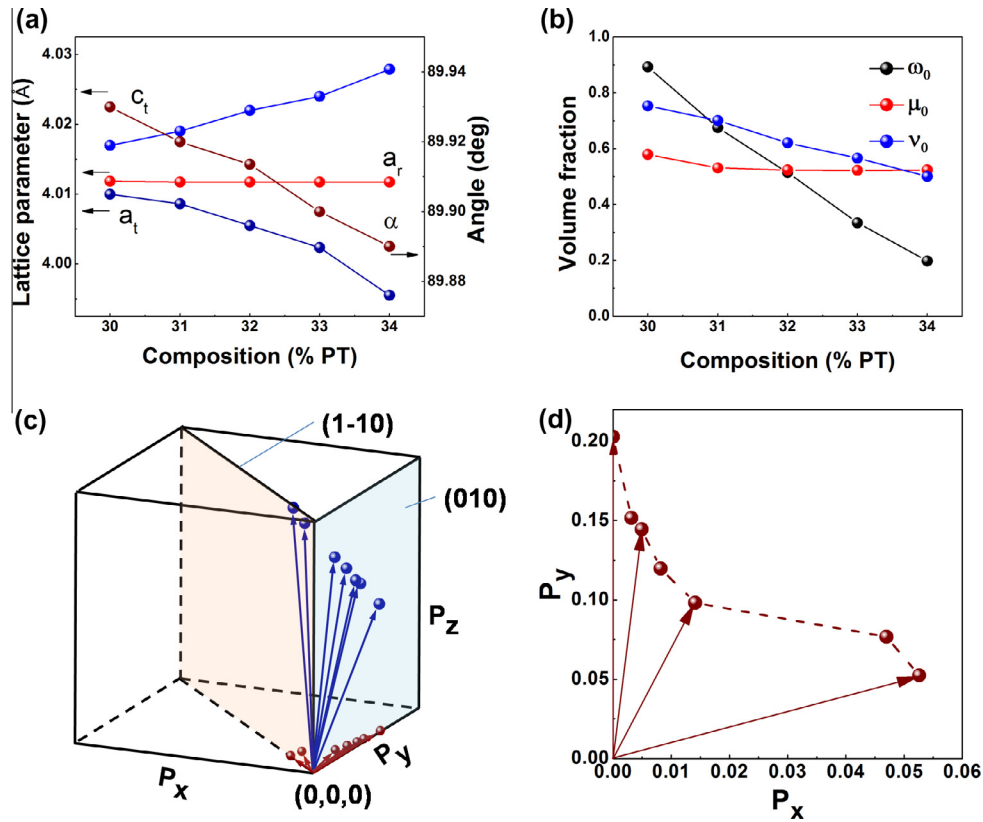 (a)
4.03
4.02
4.01
4.00
Lattice parameter (Å)
c_t
a_r
a_t
α
89.94
89.92
89.90
89.88
Angle (deg)
30 31 32 33 34
Composition (% PT)
(b)
1.0
0.8
0.6
0.4
0.2
0.0
Volume fraction
ω_0
μ_0
ν_0
30 31 32 33 34
Composition (% PT)
(c)
(1-10)
(010)
P_z
P_y
P_x
(0,0,0)
(d)
0.20
0.15
0.10
0.05
0.00
P_y
0.00 0.01 0.02 0.03 0.04 0.05 0.06
P_x